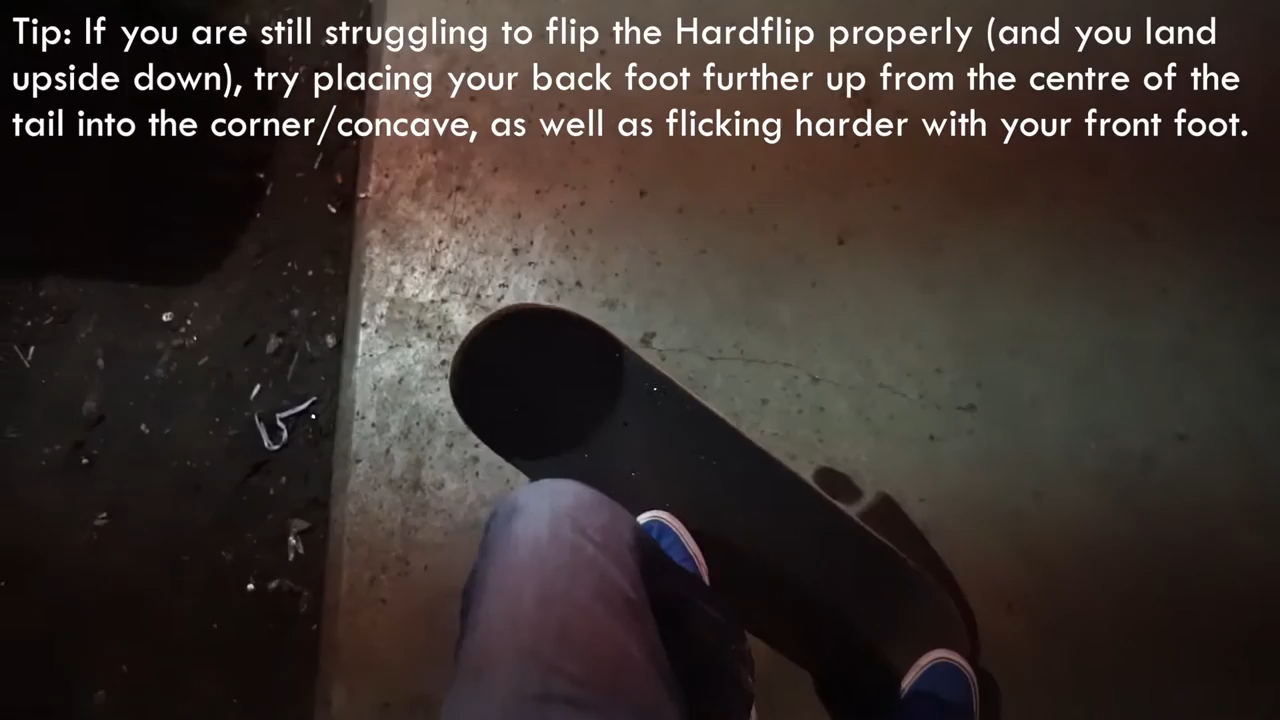 Tip: If you are still struggling to flip the Hardflip properly (and you land
upside down), try placing your back foot further up from the centre of the
tail into the corner/concave, as well as flicking harder with your front foot.